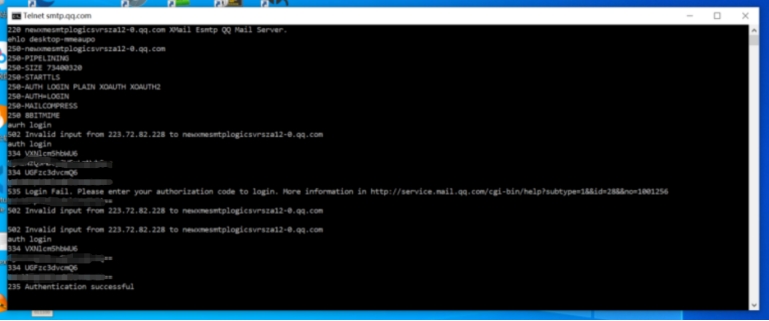 Telnet smtp.qq.com
220 newxmesmtplogicsvrsza12-0.qq.com XMail Esmtp QQ Mail Server.
ehlo desktop-mmeaupo
250-newxmesmtplogicsvrsza12-0.qq.com
250-PIPELINING
250-SIZE 73400320
250-STARTTLS
250-AUTH LOGIN PLAIN XOAUTH XOAUTH2
250-AUTH=LOGIN
250-MAILCOMPRESS
250 8BITMIME
aurh login
502 Invalid input from 223.72.82.228 to newxmesmtplogicsvrsza12-0.qq.com
auth login
334 VXNlcm5hbWU6
334 UGFzc3dvcmQ6
535 Login Fail. Please enter your authorization code to login. More information in http://service.mail.qq.com/cgi-bin/help?subtype=1&&id=28&&no=1001256
==
502 Invalid input from 223.72.82.228 to newxmesmtplogicsvrsza12-0.qq.com
502 Invalid input from 223.72.82.228 to newxmesmtplogicsvrsza12-0.qq.com
auth login
334 VXNlcm5hbWU6
==
334 UGFzc3dvcmQ6
==
235 Authentication successful